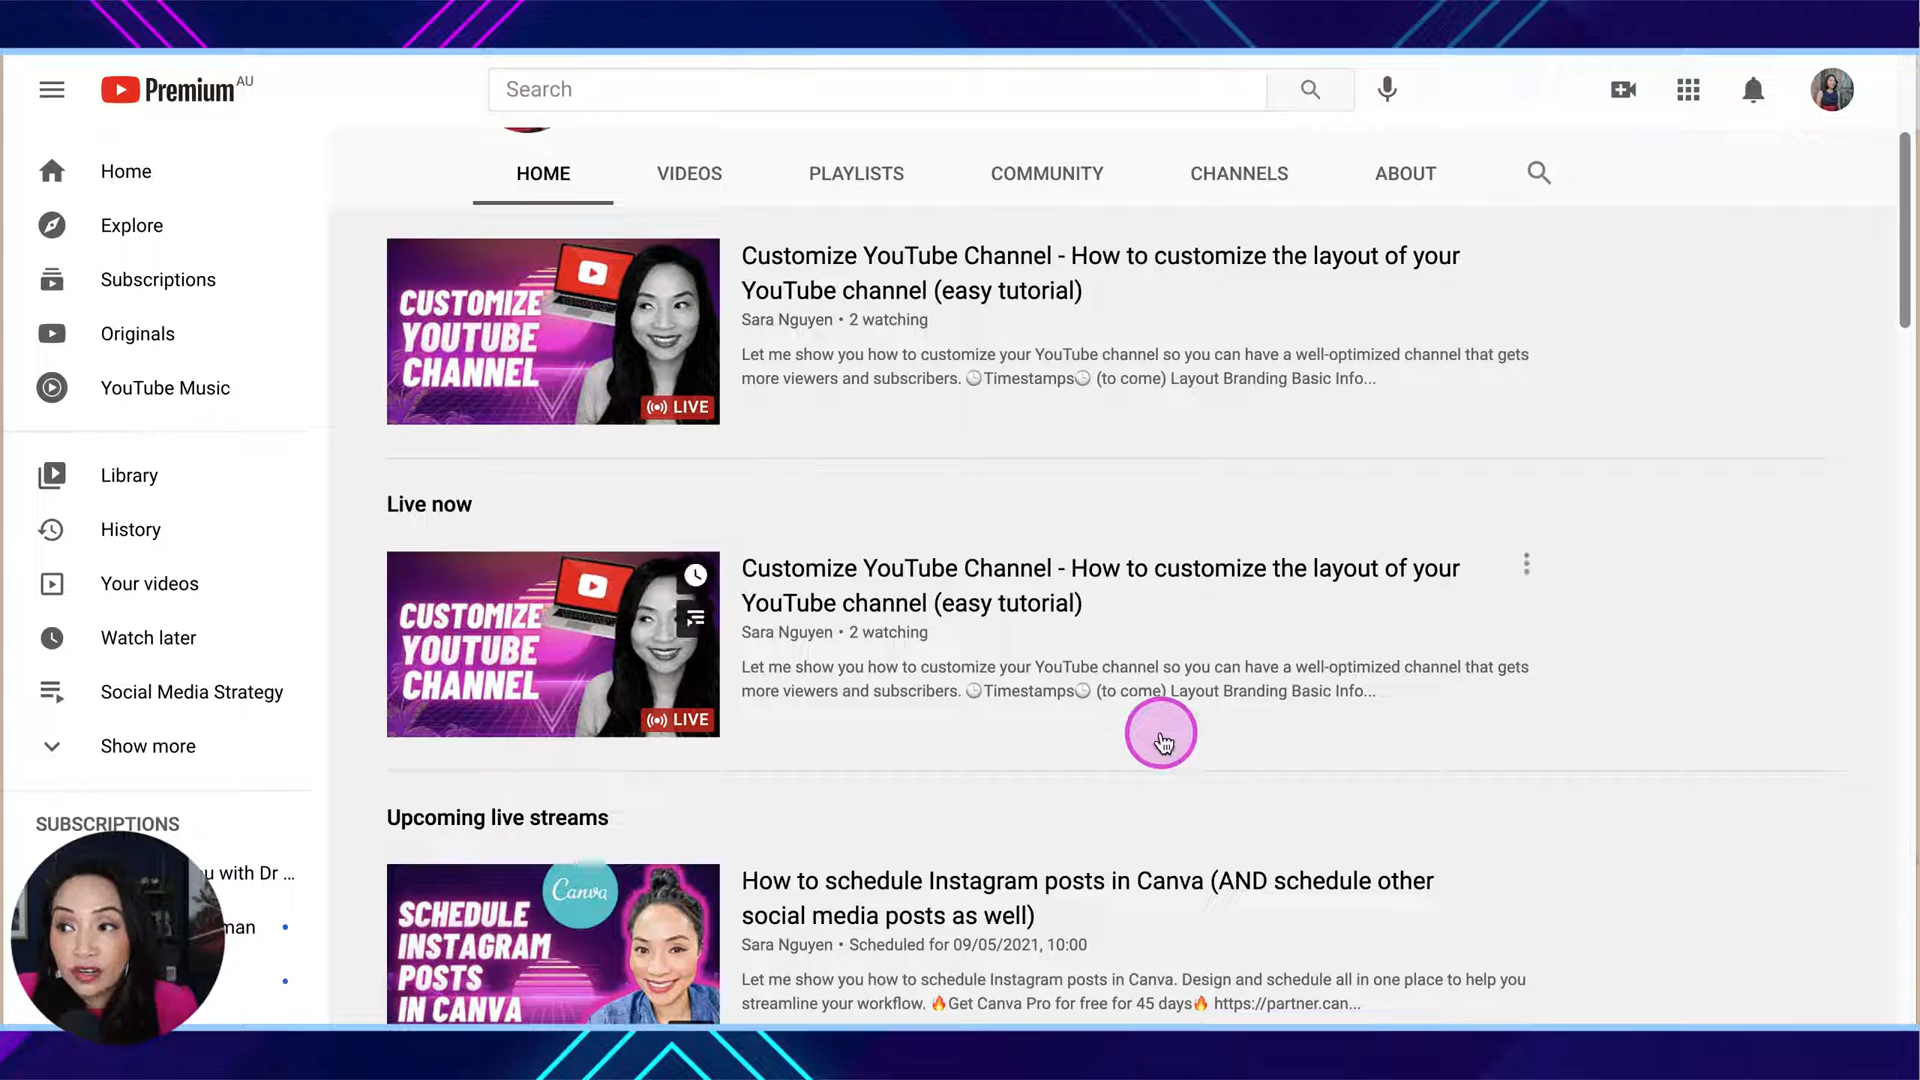 Premium AU
Search
HOME VIDEOS PLAYLISTS COMMUNITY CHANNELS ABOUT
Home
Explore
Subscriptions
Originals
YouTube Music
Library
History
Your videos
Watch later
Social Media Strategy
Show more
SUBSCRIPTIONS
u with Dr ...
man
CUSTOMIZE
YOUTUBE
CHANNEL
LIVE
Customize YouTube Channel - How to customize the layout of your
YouTube channel (easy tutorial)
Sara Nguyen • 2 watching
Let me show you how to customize your YouTube channel so you can have a well-optimized channel that gets
more viewers and subscribers. 🕒Timestamps🕒 (to come) Layout Branding Basic Info...
Live now
CUSTOMIZE
YOUTUBE
CHANNEL
LIVE
Customize YouTube Channel - How to customize the layout of your
YouTube channel (easy tutorial)
Sara Nguyen • 2 watching
Let me show you how to customize your YouTube channel so you can have a well-optimized channel that gets
more viewers and subscribers. 🕒Timestamps🕒 (to come) Layout Branding Basic Info...
Upcoming live streams
Canva
SCHEDULE
INSTAGRAM
POSTS
IN CANVA
How to schedule Instagram posts in Canva (AND schedule other
social media posts as well)
Sara Nguyen • Scheduled for 09/05/2021, 10:00
Let me show you how to schedule Instagram posts in Canva. Design and schedule all in one place to help you
streamline your workflow. 🔥Get Canva Pro for free for 45 days🔥 https://partner.can...